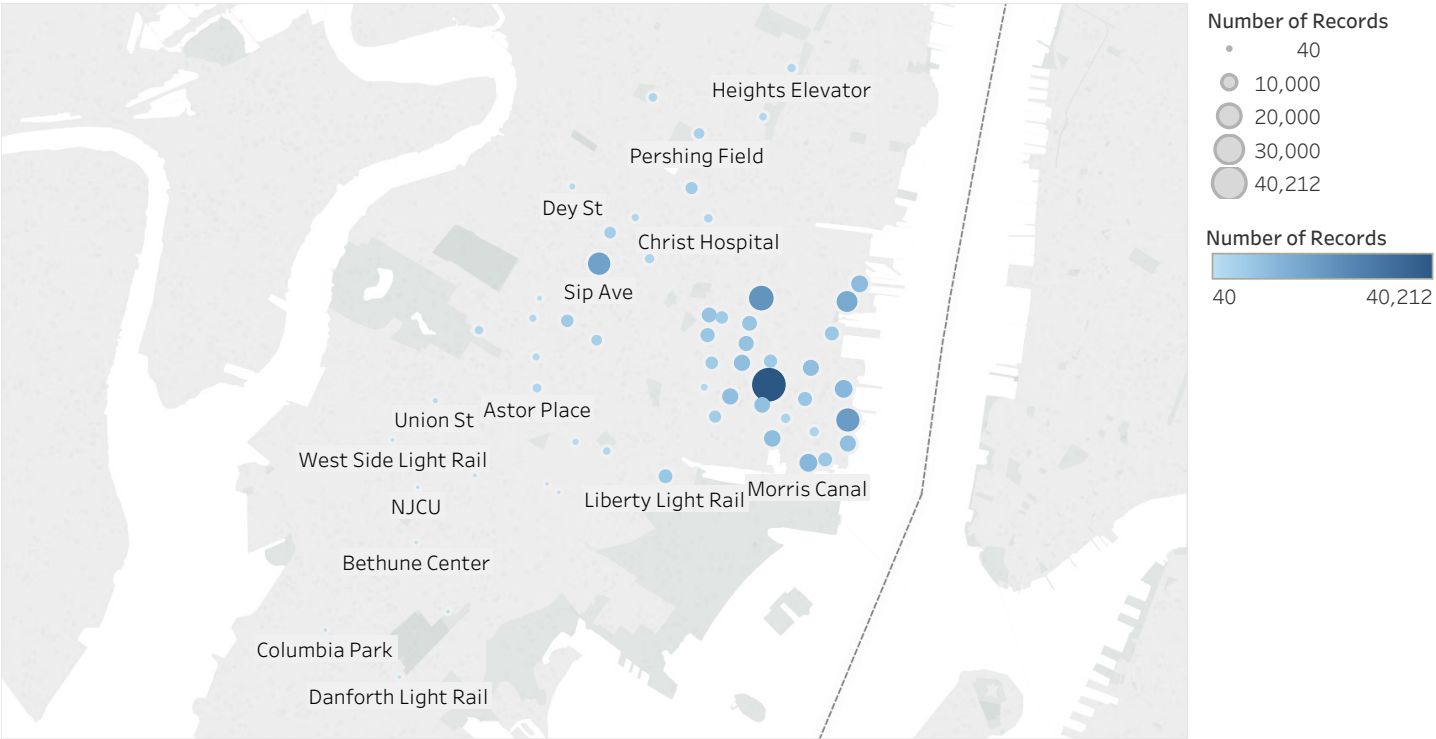 Number of Records
40
10,000
20,000
30,000
40,212
Number of Records
40 40,212
Heights Elevator
Pershing Field
Dey St
Christ Hospital
Sip Ave
Union St
Astor Place
West Side Light Rail
Liberty Light Rail
Morris Canal
NJCU
Bethune Center
Columbia Park
Danforth Light Rail